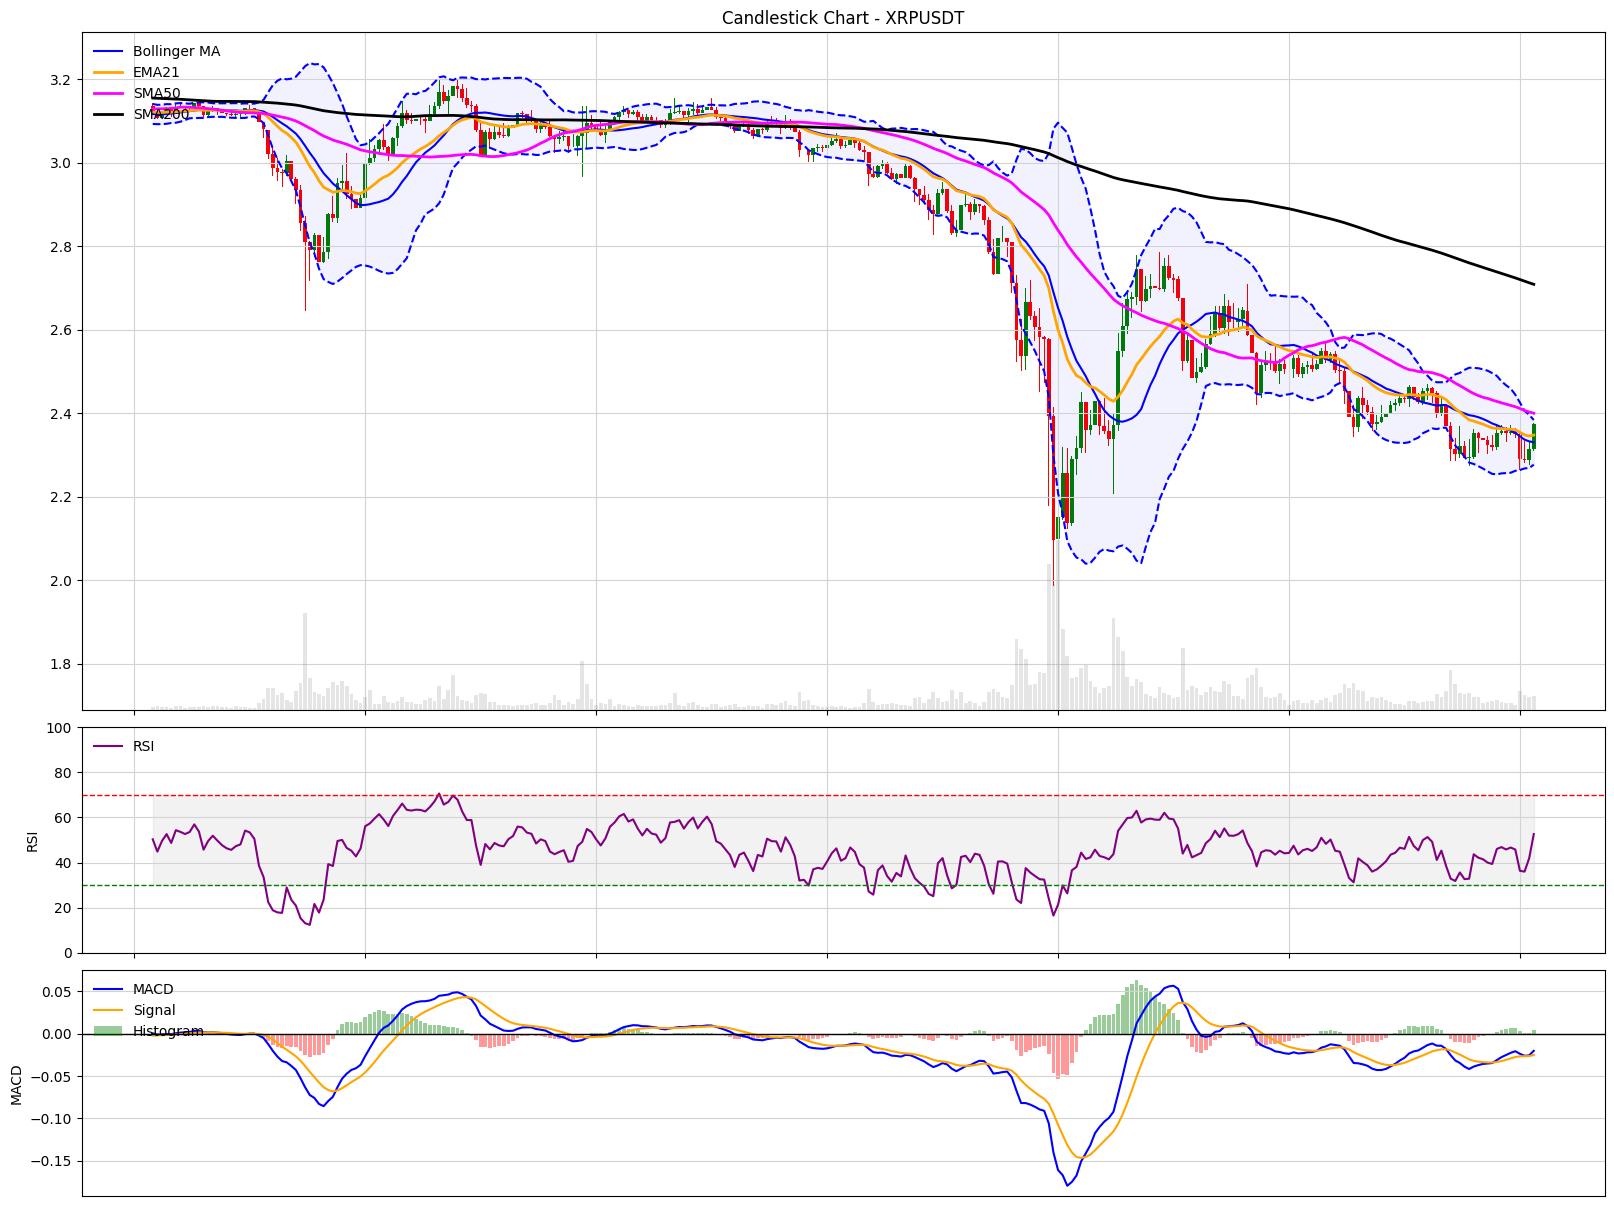 Candlestick Chart - XRPUSDT
Bollinger MA
EMA21
SMA50
SMA200
3.2
3.0
2.8
2.6
2.4
2.2
2.0
1.8
RSI
100
80
60
40
20
0
RSI
MACD
Signal
Histogram
0.05
0.00
−0.05
−0.10
−0.15
MACD